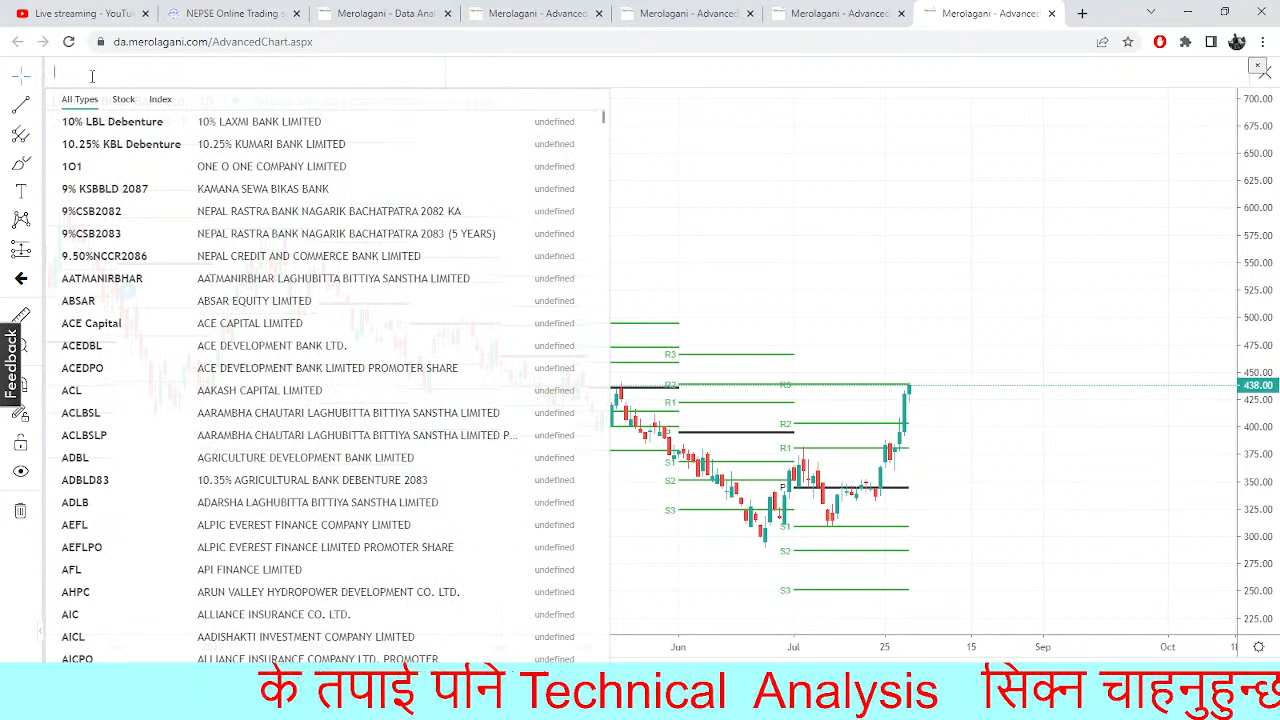 Live streaming - YouTu
NEPSE Online Trading s
Merolagani - Data Anal
Merolagani - Advanced
Merolagani - Advanced
Merolagani - Advanced
Merolagani - Advanced
da.merolagani.com/AdvancedChart.aspx
All Types Stock Index
10% LBL Debenture 10% LAXMI BANK LIMITED undefined
10.25% KBL Debenture 10.25% KUMARI BANK LIMITED undefined
1O1 ONE O ONE COMPANY LIMITED undefined
9% KSBBLD 2087 KAMANA SEWA BIKAS BANK undefined
9%CSB2082 NEPAL RASTRA BANK NAGARIK BACHATPATRA 2082 KA undefined
9%CSB2083 NEPAL RASTRA BANK NAGARIK BACHATPATRA 2083 (5 YEARS) undefined
9.50%NCCR2086 NEPAL CREDIT AND COMMERCE BANK LIMITED undefined
AATMANIRBHAR AATMANIRBHAR LAGHUBITTA BITTIYA SANSTHA LIMITED undefined
ABSAR ABSAR EQUITY LIMITED undefined
ACE Capital ACE CAPITAL LIMITED undefined
ACEDBL ACE DEVELOPMENT BANK LTD. undefined
ACEDPO ACE DEVELOPMENT BANK LIMITED PROMOTER SHARE undefined
ACL AAKASH CAPITAL LIMITED undefined
ACLBSL AARAMBHA CHAUTARI LAGHUBITTA BITTIYA SANSTHA LIMITED undefined
ACLBSLP AARAMBHA CHAUTARI LAGHUBITTA BITTIYA SANSTHA LIMITED P... undefined
ADBL AGRICULTURE DEVELOPMENT BANK LIMITED undefined
ADBLD83 10.35% AGRICULTURAL BANK DEBENTURE 2083 undefined
ADLB ADARSHA LAGHUBITTA BITTIYA SANSTHA LIMITED undefined
AEFL ALPIC EVEREST FINANCE COMPANY LIMITED undefined
AEFLPO ALPIC EVEREST FINANCE LIMITED PROMOTER SHARE undefined
AFL API FINANCE LIMITED undefined
AHPC ARUN VALLEY HYDROPOWER DEVELOPMENT CO. LTD. undefined
AIC ALLIANCE INSURANCE CO. LTD. undefined
AICL AADISHAKTI INVESTMENT COMPANY LIMITED undefined
AICPO ALLIANCE INSURANCE COMPANY LTD. PROMOTER undefined
Feedback
R3
R2
R1
S1
S2
S3
R3
R2
R1
P
S1
S2
S3
700.00
675.00
650.00
625.00
600.00
575.00
550.00
525.00
500.00
475.00
450.00
438.00
425.00
400.00
375.00
350.00
325.00
300.00
275.00
250.00
225.00
Jun Jul 25 15 Sep Oct
के तपाई पनि Technical Analysis सिक्न चाहनुहुन्छ